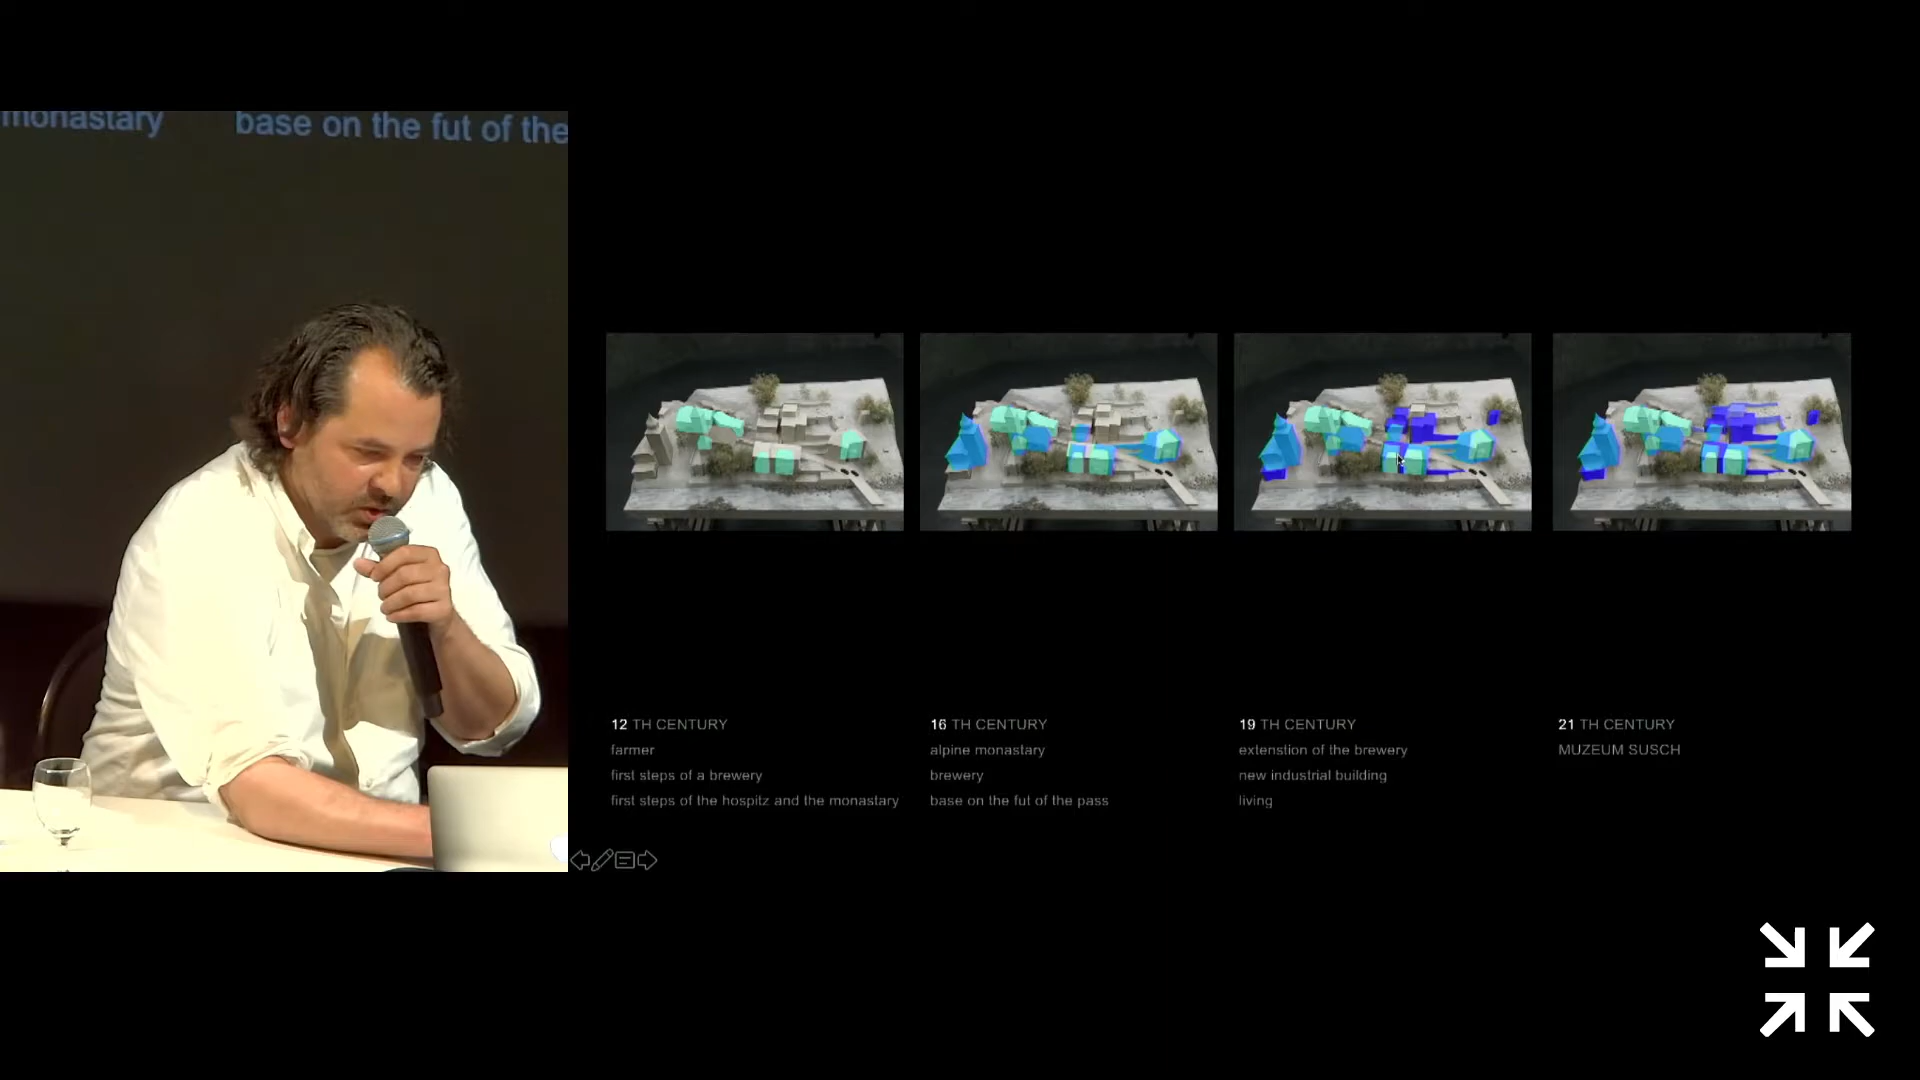 monastary
base on the fut of the
12 TH CENTURY
farmer
first steps of a brewery
first steps of the hospitz and the monastary
16 TH CENTURY
alpine monastary
brewery
base on the fut of the pass
19 TH CENTURY
extenstion of the brewery
new industrial building
living
21 TH CENTURY
MUZEUM SUSCH